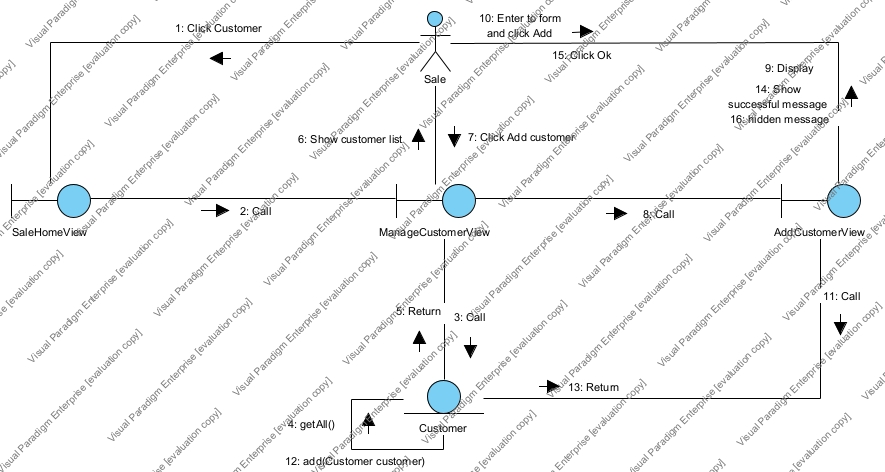 1: Click Customer
10: Enter to form
and click Add
15: Click Ok
Sale
9: Display
14: Show
successful message
16: hidden message
6: Show customer list
7: Click Add customer
2: Call
8: Call
SaleHomeView
ManageCustomerView
AddCustomerView
11: Call
5: Return
3: Call
13: Return
4: getAll()
Customer
12: add(Customer customer)
Visual Paradigm Enterprise [evaluation copy]